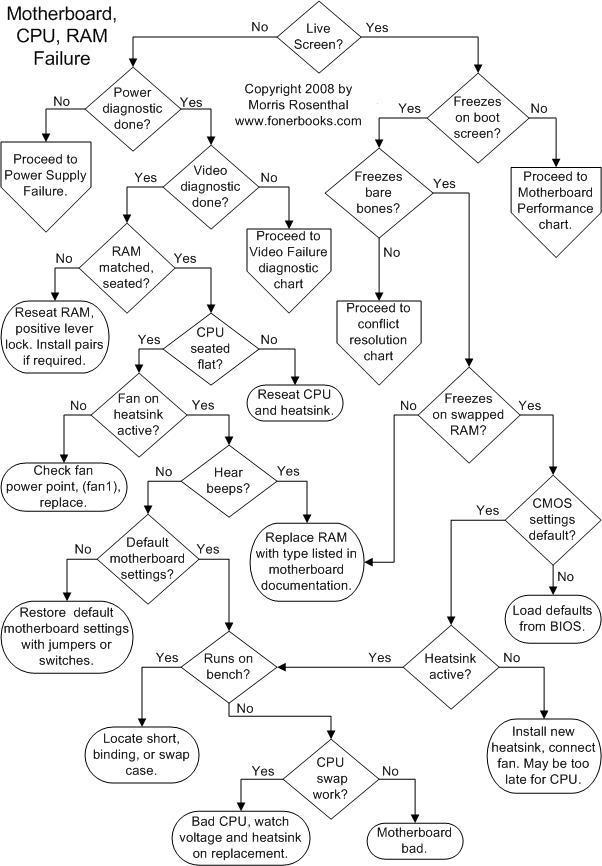 Motherboard,
CPU, RAM
Failure
Live
Screen?
No
Yes
Copyright 2008 by
Morris Rosenthal
www.fonerbooks.com
Power
diagnostic
done?
No
Yes
Freezes
on boot
screen?
Yes
No
Proceed to
Power Supply
Failure.
Video
diagnostic
done?
Yes
No
Freezes
bare
bones?
Yes
No
Proceed to
Motherboard
Performance
chart.
RAM
matched,
seated?
No
Yes
Proceed to
Video Failure
diagnostic
chart
Proceed to
conflict
resolution
chart
Reseat RAM,
positive lever
lock. Install pairs
if required.
CPU
seated
flat?
Yes
No
Reseat CPU
and heatsink.
Freezes
on swapped
RAM?
No
Yes
Fan on
heatsink
active?
No
Yes
Check fan
power point, (fan1),
replace.
Hear
beeps?
No
Yes
CMOS
settings
default?
Yes
No
Default
motherboard
settings?
No
Yes
Replace RAM
with type listed in
motherboard
documentation.
Load defaults
from BIOS.
Restore default
motherboard settings
with jumpers or
switches.
Runs on
bench?
Yes
No
Heatsink
active?
Yes
No
Locate short,
binding, or swap
case.
Install new
heatsink, connect
fan. May be too
late for CPU.
CPU
swap
work?
Yes
No
Bad CPU, watch
voltage and heatsink
on replacement.
Motherboard
bad.